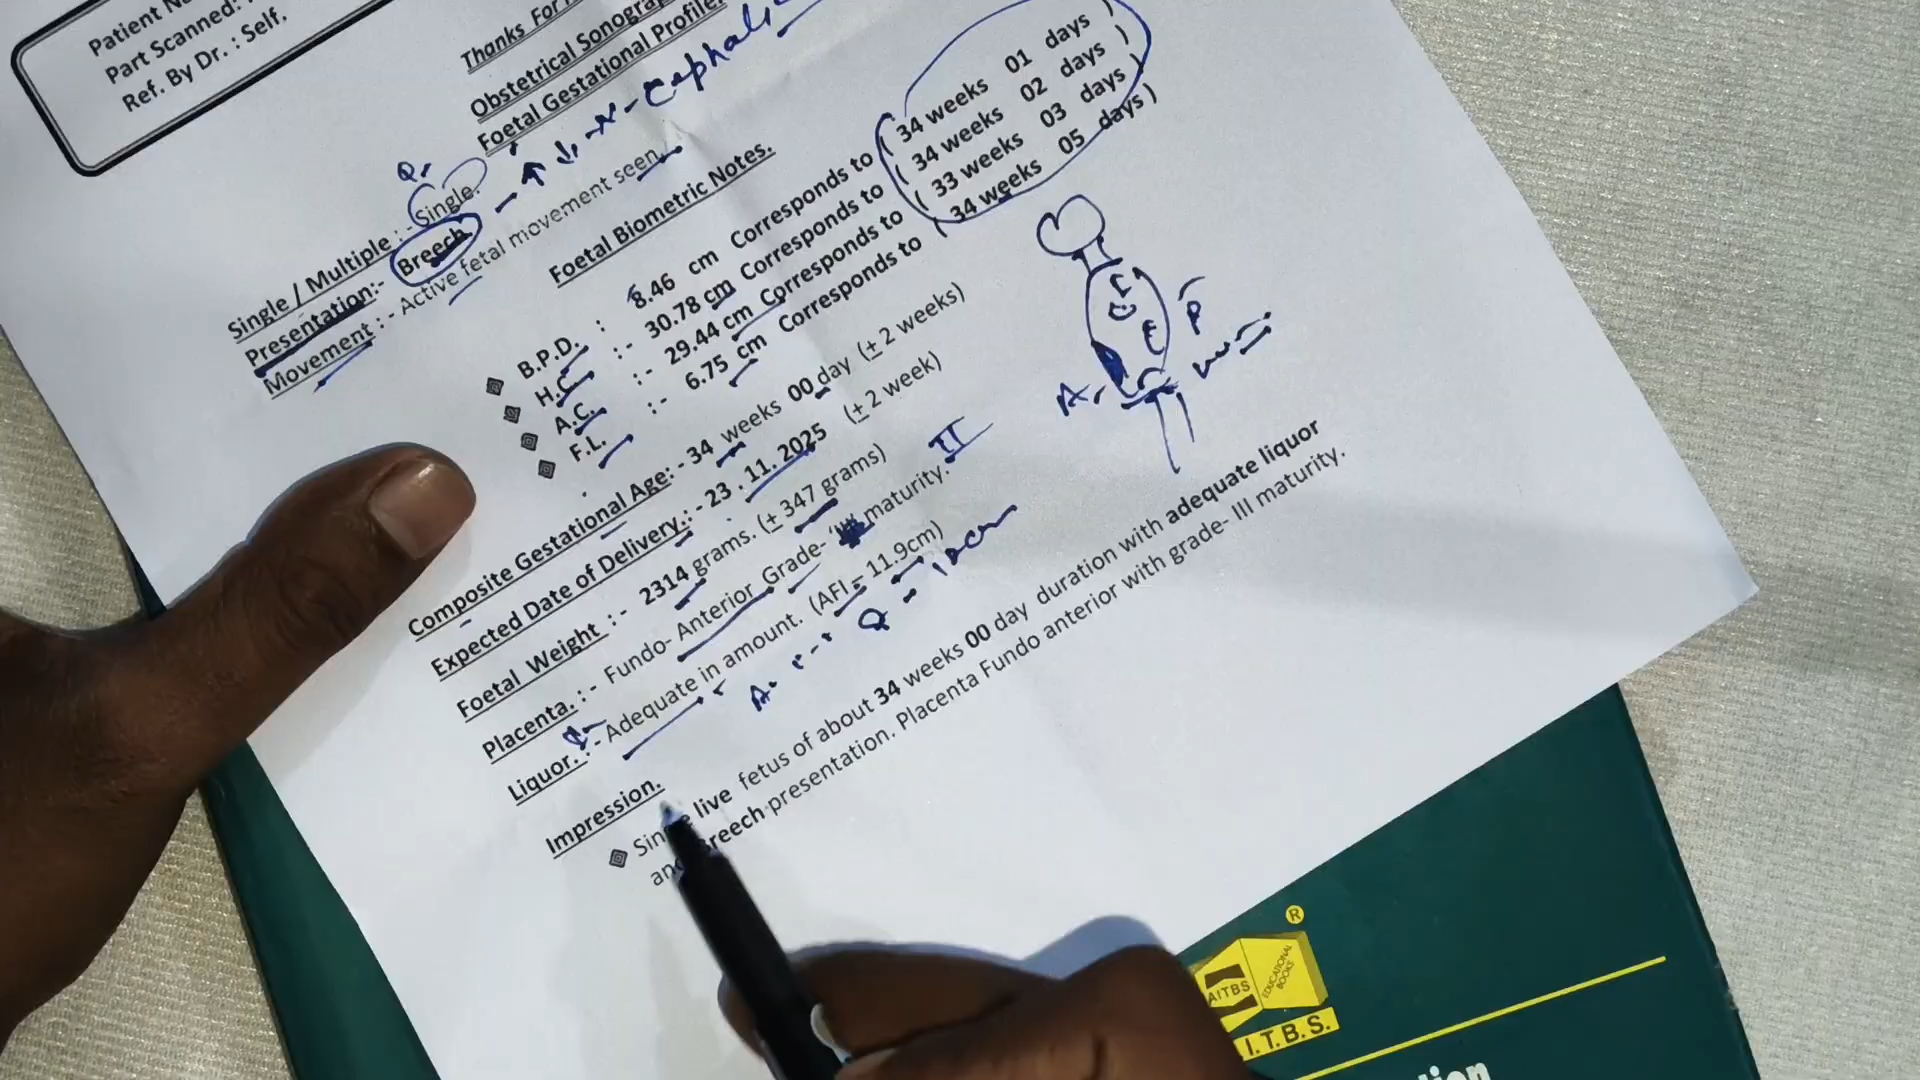 Patient Na
Part Scanned:
Ref. By Dr. : Self.
Thanks For
Obstetrical Sonograp
Foetal Gestational Profile:
Cephalic
Single / Multiple :- Single.
Presentation:- Breech
Movement :- Active fetal movement seen.
Foetal Biometric Notes.
B.P.D. : 8.46 cm Corresponds to ( 34 weeks 01 days )
H.C. :- 30.78 cm Corresponds to ( 34 weeks 02 days )
A.C. :- 29.44 cm Corresponds to ( 33 weeks 03 days )
F.L. :- 6.75 cm Corresponds to ( 34 weeks 05 days )
Composite Gestational Age:- 34 weeks 00 day (± 2 weeks)
Expected Date of Delivery.:- 23 . 11. 2025 (± 2 week)
Foetal Weight :- 2314 grams. (± 347 grams)
Placenta. :- Fundo- Anterior Grade- maturity. II
Liquor. :- Adequate in amount. (AFI = 11.9cm)
Impression.
Single live fetus of about 34 weeks 00 day duration with adequate liquor
and Breech presentation. Placenta Fundo anterior with grade- III maturity.
AITBS
EDUCATIONAL BOOKS
®
I.T.B.S.